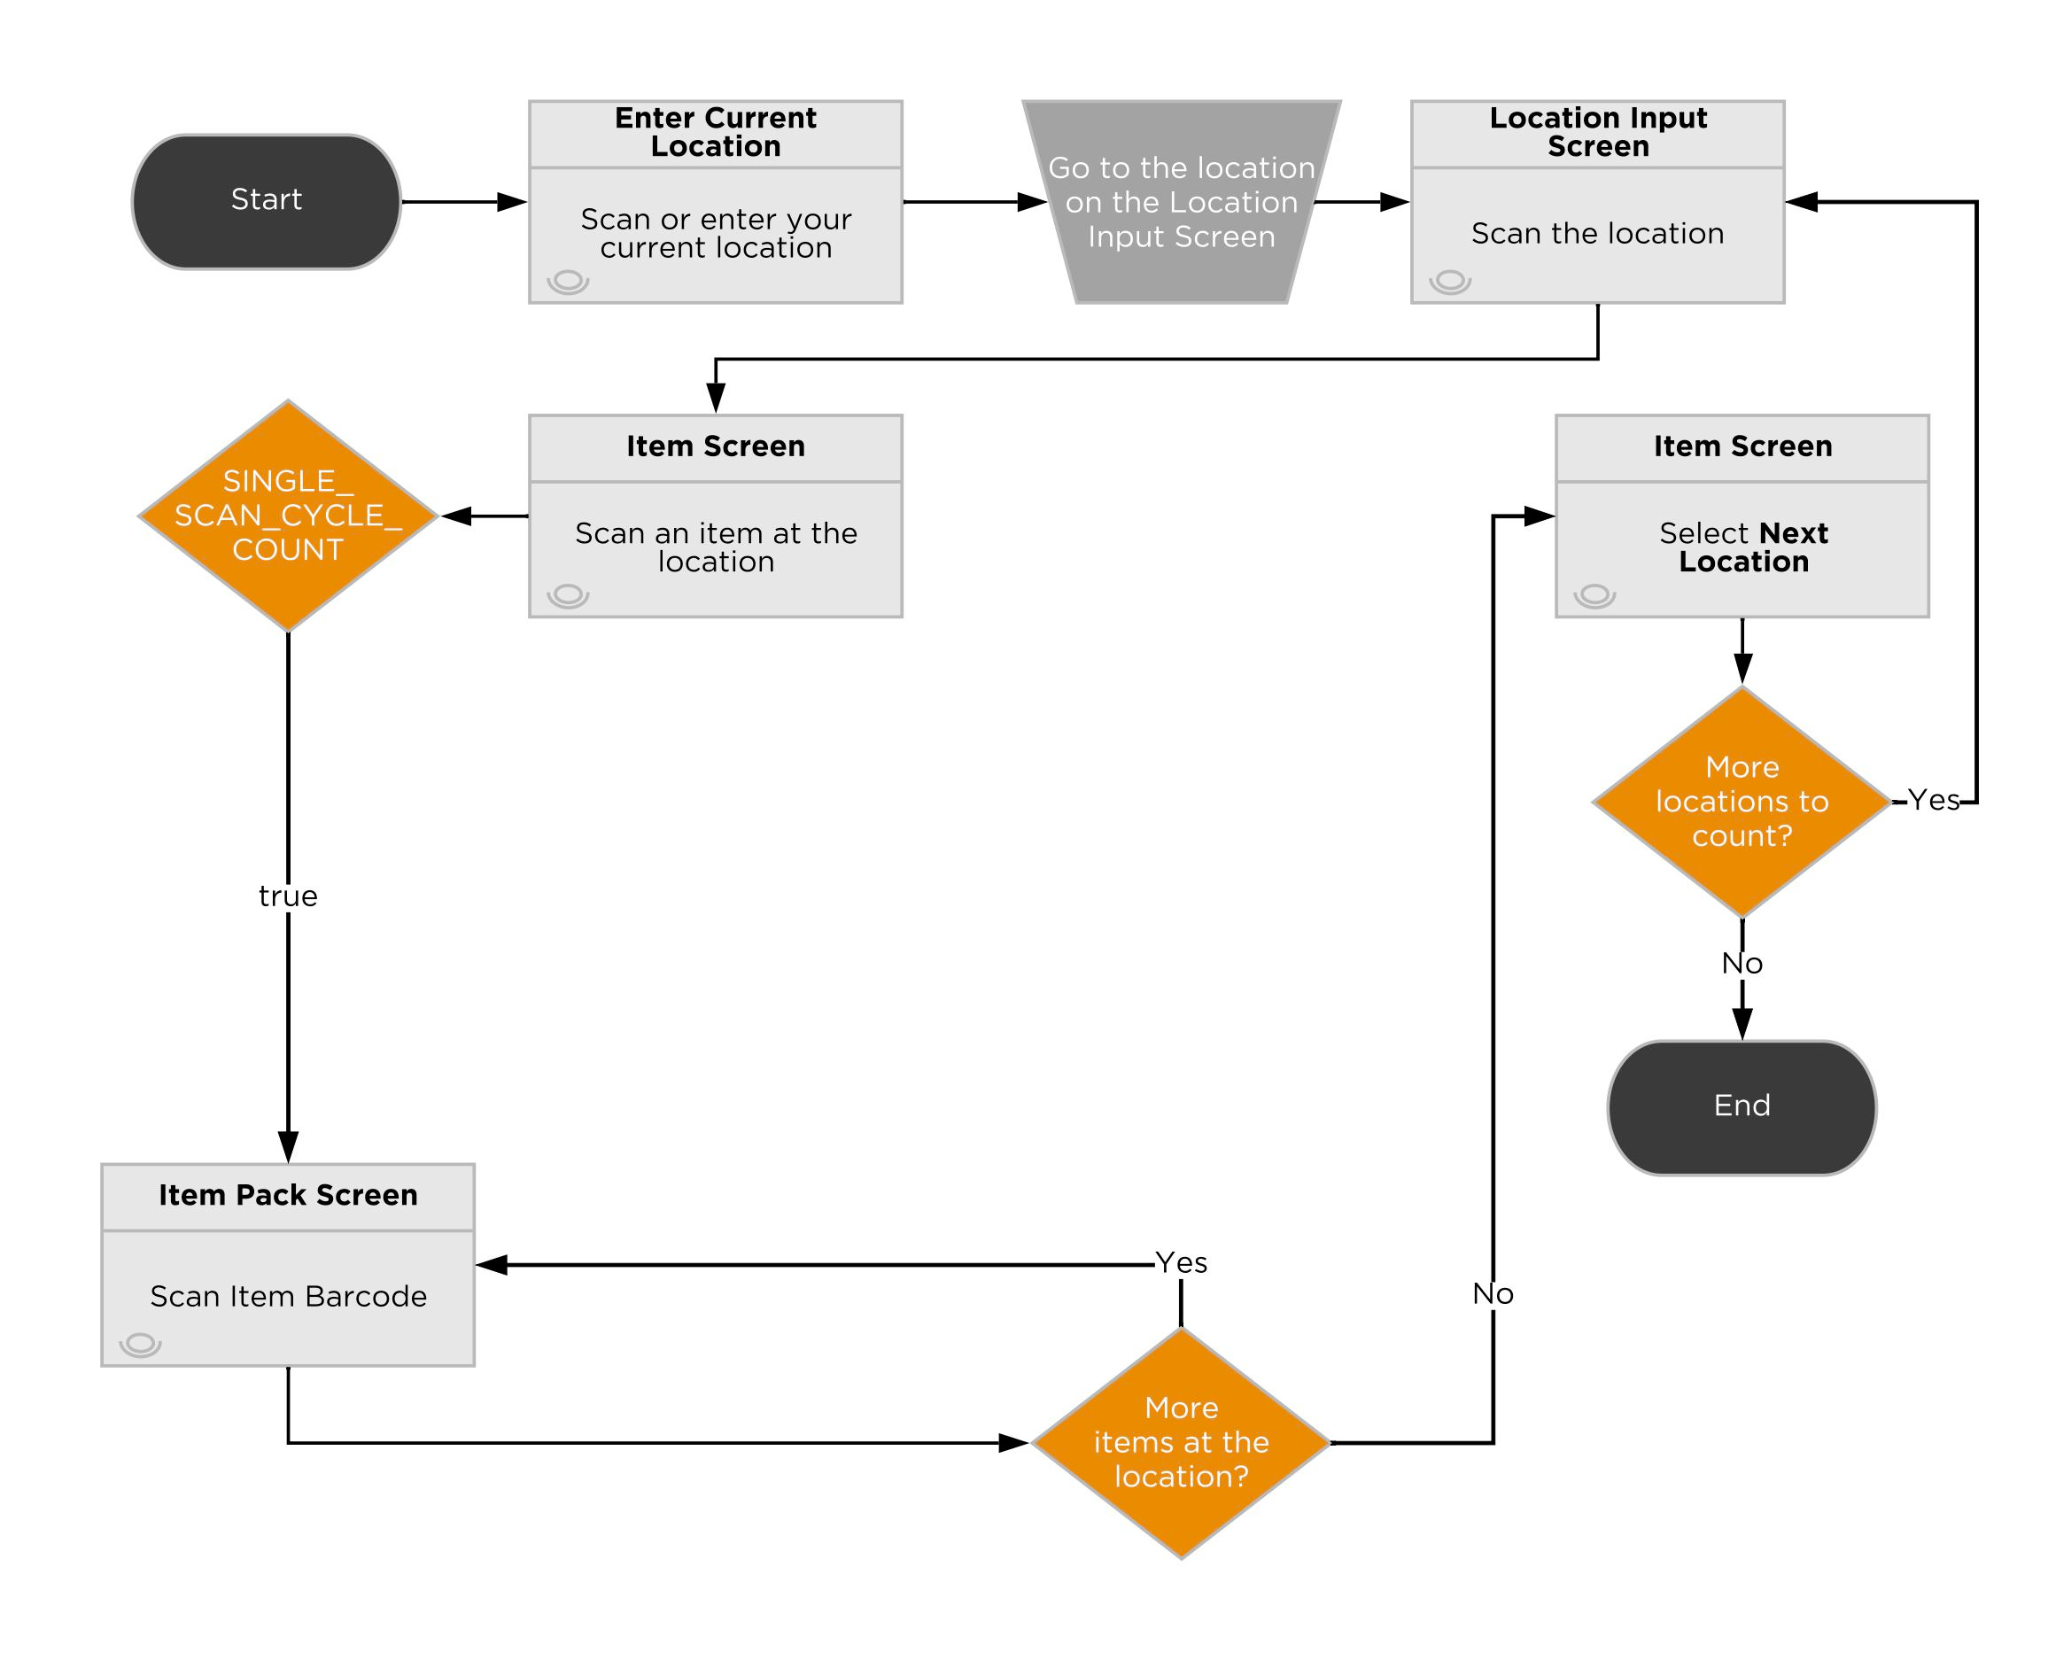 Start
Enter Current
Location
Scan or enter your
current location
Go to the location
on the Location
Input Screen
Location Input
Screen
Scan the location
SINGLE_
SCAN_CYCLE_
COUNT
Item Screen
Scan an item at the
location
Item Screen
Select Next
Location
More
locations to
count?
Yes
No
End
true
Item Pack Screen
Scan Item Barcode
Yes
No
More
items at the
location?